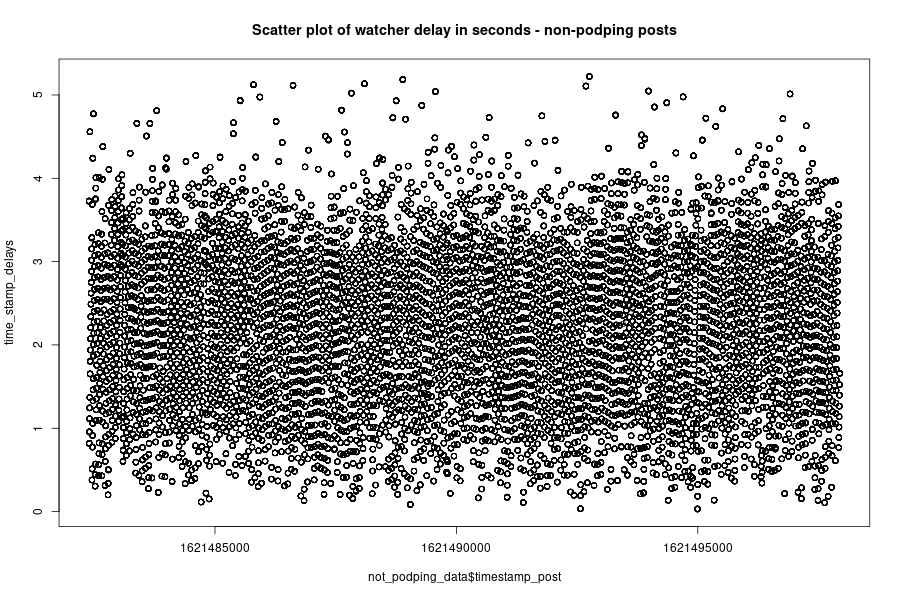 Scatter plot of watcher delay in seconds - non-podping posts
time_stamp_delays
5
4
3
2
1
0
1621485000 1621490000 1621495000
not_podping_data$timestamp_post